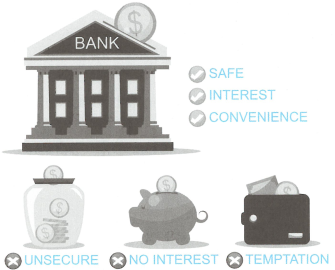 BANK
SAFE
INTEREST
CONVENIENCE
UNSECURE
NO INTEREST
TEMPTATION